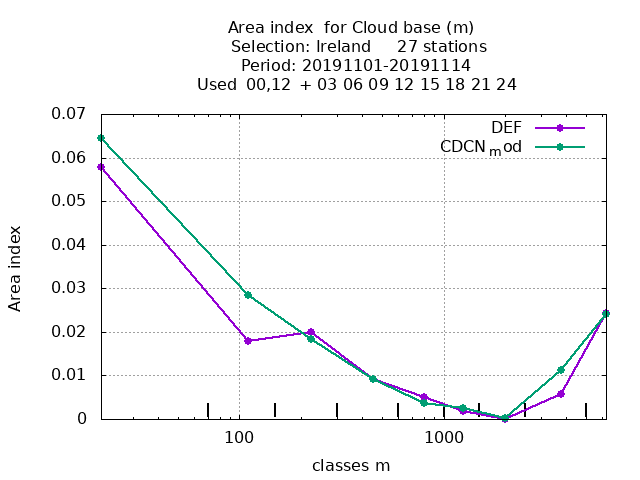 Area index for Cloud base (m)
Selection: Ireland 27 stations
Period: 20191101-20191114
Used 00,12 + 03 06 09 12 15 18 21 24
0.07
0.06
0.05
0.04
0.03
0.02
0.01
0
Area index
DEF
CDCN_mod
100
1000
classes m